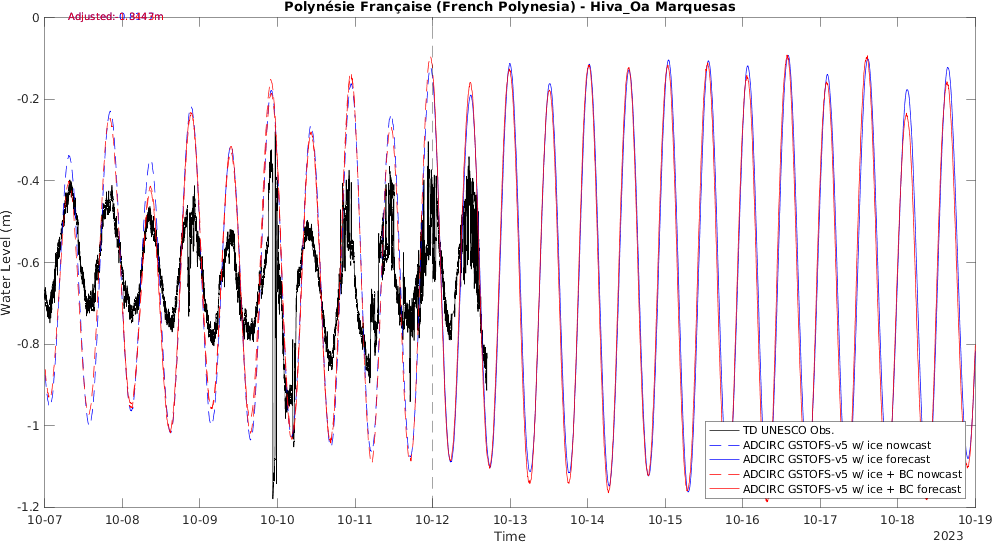 Polynésie Française (French Polynesia) - Hiva_Oa Marquesas
Adjusted:
0
-0.2
-0.4
-0.6
-0.8
-1
-1.2
Water Level (m)
10-07 10-08 10-09 10-10 10-11 10-12 10-13 10-14 10-15 10-16 10-17 10-18 10-19
Time
2023
TD UNESCO Obs.
ADCIRC GSTOFS-v5 w/ ice nowcast
ADCIRC GSTOFS-v5 w/ ice forecast
ADCIRC GSTOFS-v5 w/ ice + BC nowcast
ADCIRC GSTOFS-v5 w/ ice + BC forecast